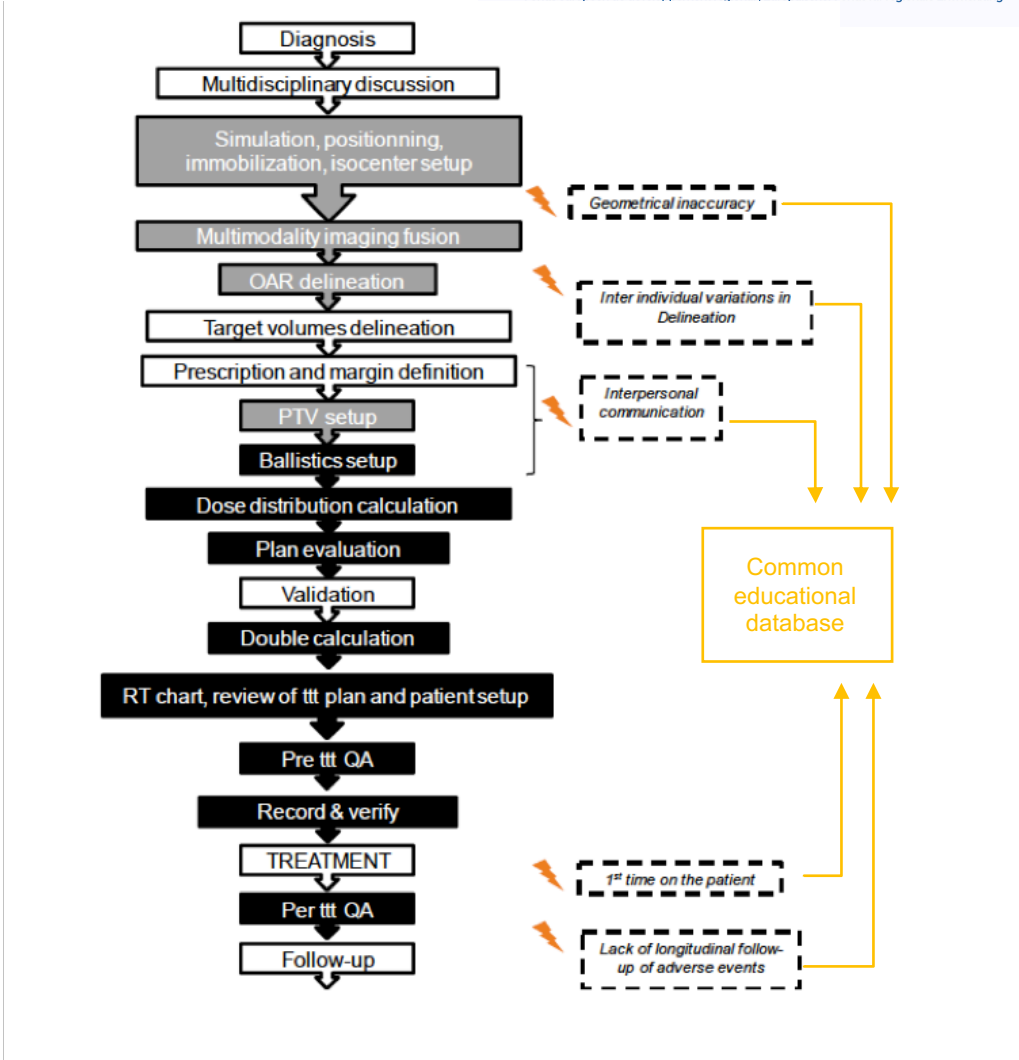 Diagnosis
Multidisciplinary discussion
Simulation, positionning,
immobilization, isocenter setup
Geometrical inaccuracy
Multimodality imaging fusion
OAR delineation
Inter individual variations in
Delineation
Target volumes delineation
Prescription and margin definition
Interpersonal
communication
PTV setup
Ballistics setup
Dose distribution calculation
Plan evaluation
Common
educational
database
Validation
Double calculation
RT chart, review of ttt plan and patient setup
Pre ttt QA
Record & verify
TREATMENT
1st time on the patient
Per ttt QA
Lack of longitudinal follow-
up of adverse events
Follow-up